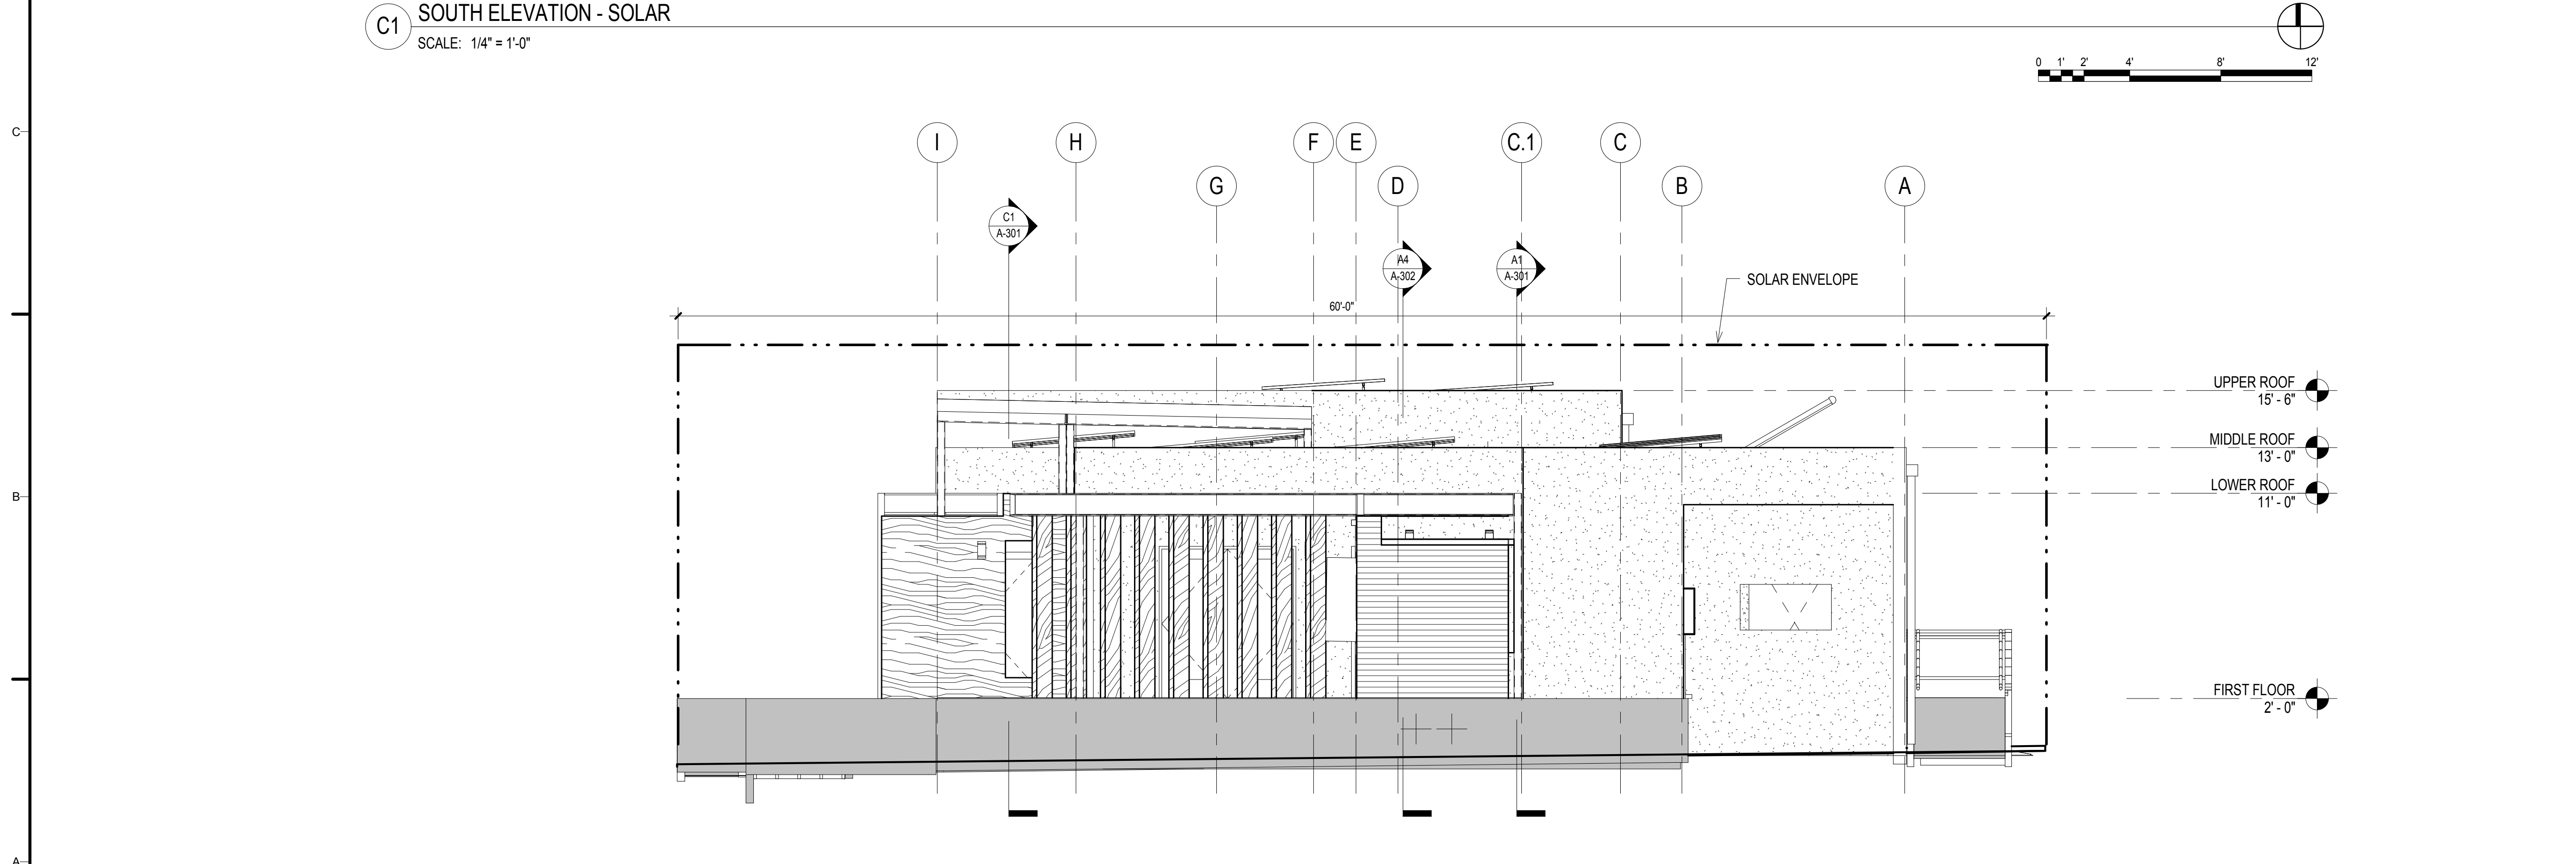 C1
SOUTH ELEVATION - SOLAR
SCALE: 1/4" = 1'-0"
0 1' 2' 4' 8' 12'
C
I H F E C.1 C
G D B A
C1
A-301
A4
A-302
A1
A-301
SOLAR ENVELOPE
60'-0"
UPPER ROOF
15' - 6"
MIDDLE ROOF
13' - 0"
LOWER ROOF
11' - 0"
B
FIRST FLOOR
2' - 0"
A